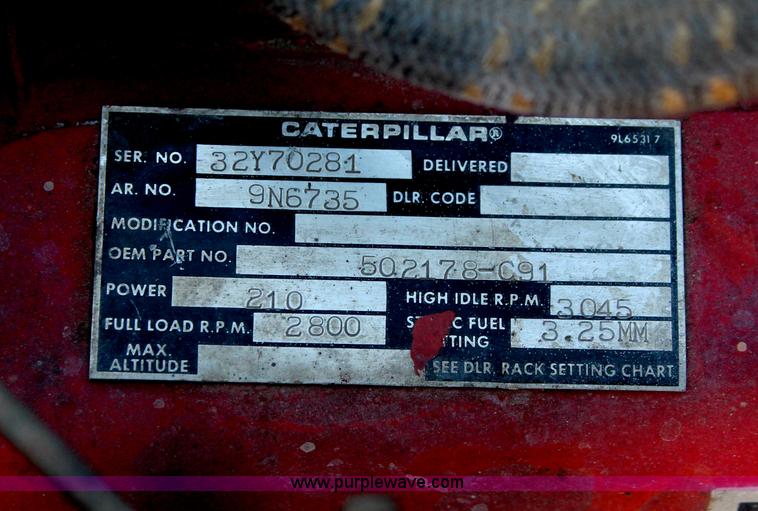 CATERPILLAR®
9L6531 7
SER. NO. 32Y70281 DELIVERED
AR. NO. 9N6735 DLR. CODE
MODIFICATION NO.
OEM PART NO. 502178-C91
POWER 210 HIGH IDLE R.P.M. 3045
FULL LOAD R.P.M. 2800 FUEL 3.25MM
MAX. ALTITUDE SEE DLR. RACK SETTING CHART
www.purplewave.com